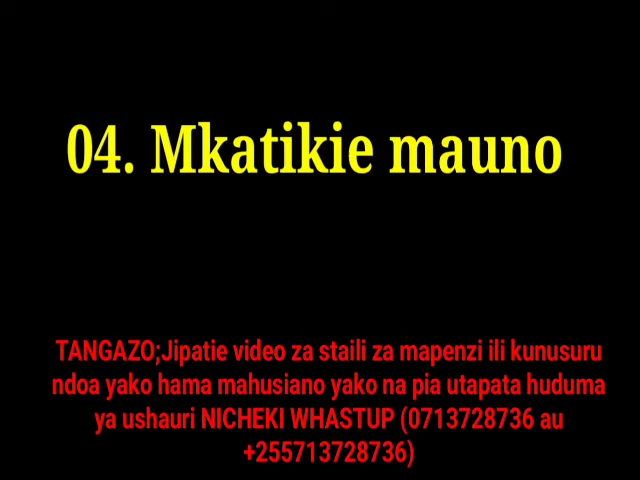 04. Mkatikie mauno
TANGAZO;Jipatie video za staili za mapenzi ili kunusuru
ndoa yako hama mahusiano yako na pia utapata huduma
ya ushauri NICHEKI WHASTUP (0713728736 au
+255713728736)